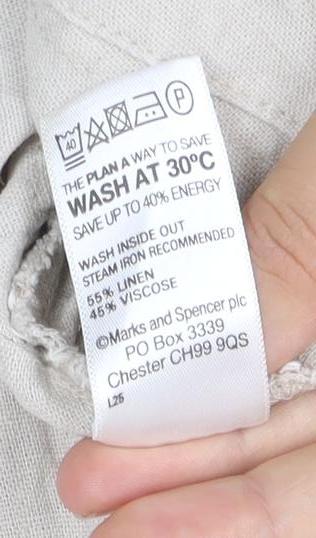 40 P
THE PLAN A WAY TO SAVE
WASH AT 30°C
SAVE UP TO 40% ENERGY
WASH INSIDE OUT
STEAM IRON RECOMMENDED
55% LINEN
45% VISCOSE
©Marks and Spencer plc
PO Box 3339
Chester CH99 9QS
L26